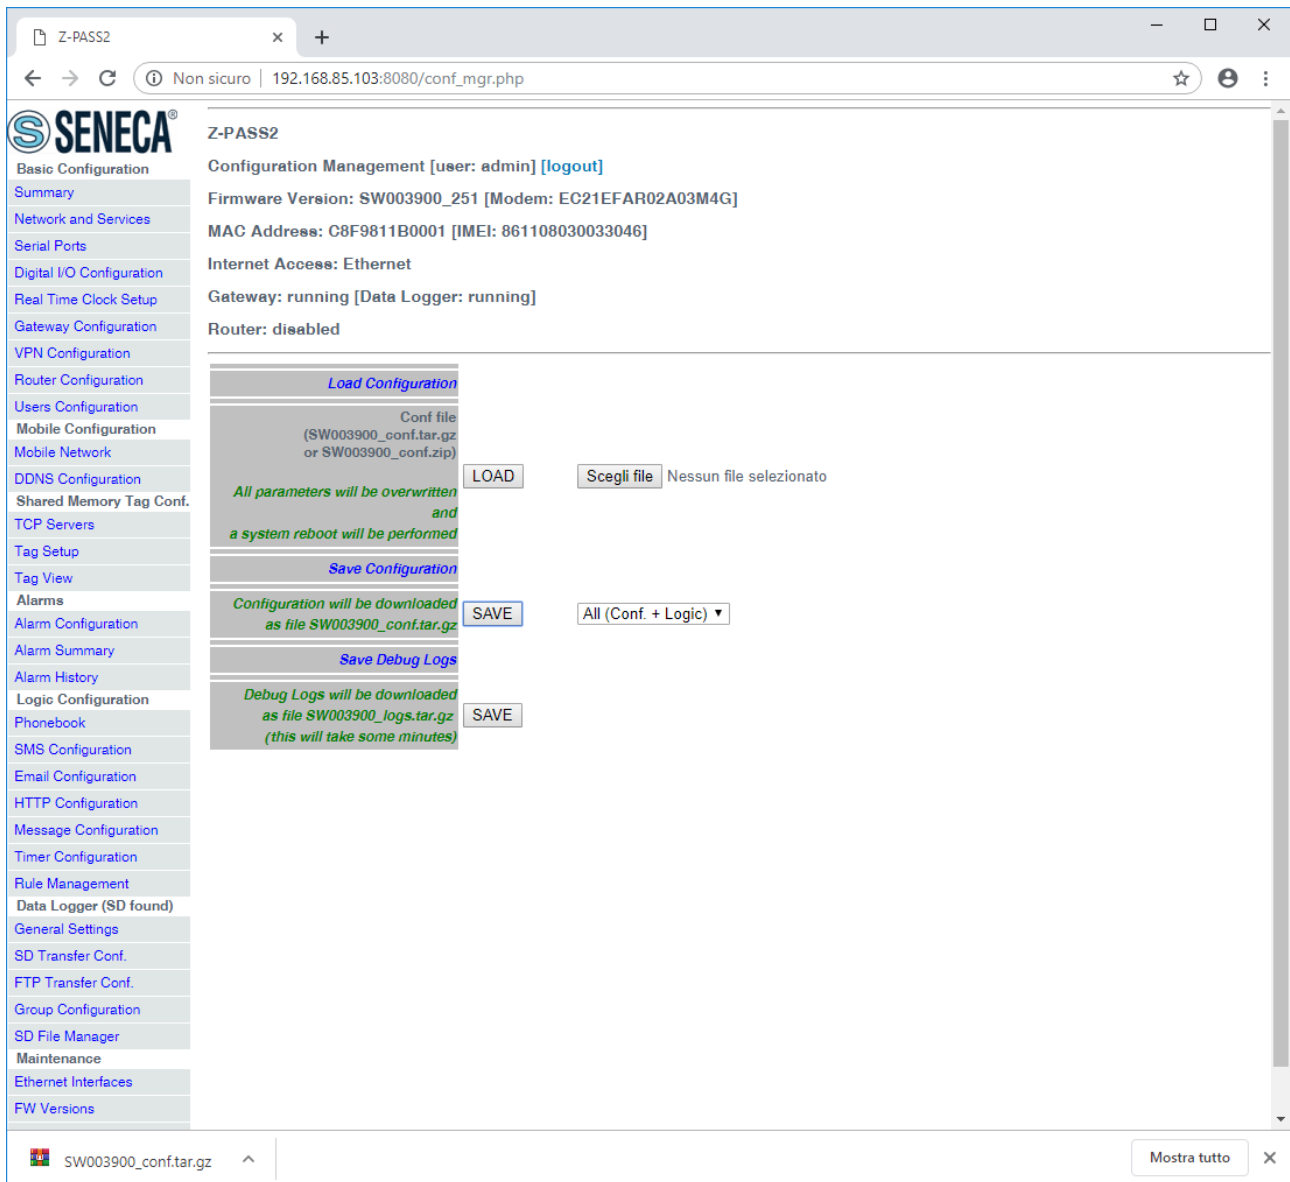 Z-PASS2
Non sicuro | 192.168.85.103:8080/conf_mgr.php
SENECA®
Basic Configuration
Summary
Network and Services
Serial Ports
Digital I/O Configuration
Real Time Clock Setup
Gateway Configuration
VPN Configuration
Router Configuration
Users Configuration
Mobile Configuration
Mobile Network
DDNS Configuration
Shared Memory Tag Conf.
TCP Servers
Tag Setup
Tag View
Alarms
Alarm Configuration
Alarm Summary
Alarm History
Logic Configuration
Phonebook
SMS Configuration
Email Configuration
HTTP Configuration
Message Configuration
Timer Configuration
Rule Management
Data Logger (SD found)
General Settings
SD Transfer Conf.
FTP Transfer Conf.
Group Configuration
SD File Manager
Maintenance
Ethernet Interfaces
FW Versions
Z-PASS2
Configuration Management [user: admin] [logout]
Firmware Version: SW003900_251 [Modem: EC21EFAR02A03M4G]
MAC Address: C8F9811B0001 [IMEI: 861108030033046]
Internet Access: Ethernet
Gateway: running [Data Logger: running]
Router: disabled
Load Configuration
Conf file
(SW003900_conf.tar.gz
or SW003900_conf.zip)
All parameters will be overwritten
and
a system reboot will be performed
LOAD
Scegli file Nessun file selezionato
Save Configuration
Configuration will be downloaded
as file SW003900_conf.tar.gz
SAVE
All (Conf. + Logic)
Save Debug Logs
Debug Logs will be downloaded
as file SW003900_logs.tar.gz
(this will take some minutes)
SAVE
SW003900_conf.tar.gz
Mostra tutto